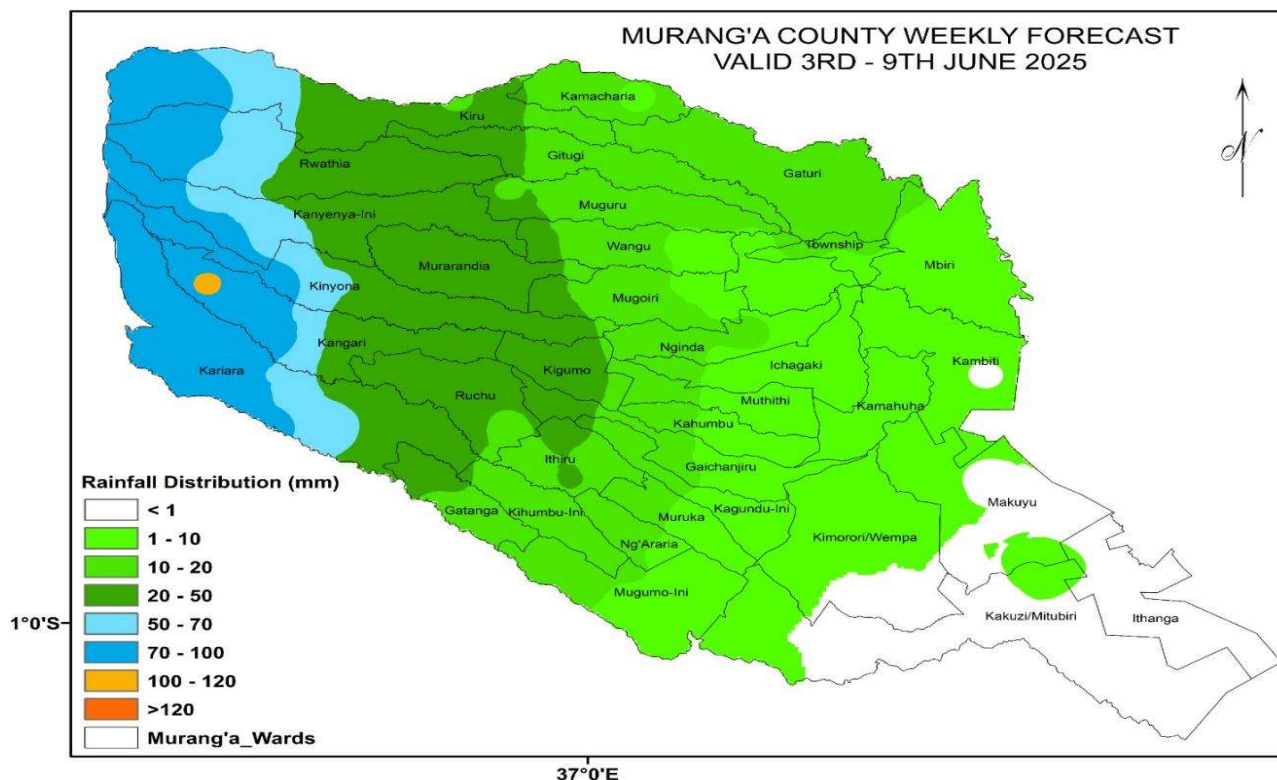 MURANG'A COUNTY WEEKLY FORECAST
VALID 3RD - 9TH JUNE 2025
N
Kamacharia
Kiru
Gitugi
Rwathia
Gaturi
Muguru
Kanyenya-Ini
Wangu
Township
Mbiri
Murarandia
Kinyona
Mugoiri
Kangari
Nginda
Kambiti
Kariara
Kigumo
Ichagaki
Ruchu
Muthithi
Kamahuha
Kahumbu
Ithiru
Gaichanjiru
Makuyu
Gatanga
Kihumbu-Ini
Muruka
Kagundu-Ini
Kimorori/Wempa
Ng'Araria
Mugumo-Ini
Kakuzi/Mitubiri
Ithanga
Rainfall Distribution (mm)
< 1
1 - 10
10 - 20
20 - 50
50 - 70
70 - 100
100 - 120
>120
Murang'a_Wards
1°0'S
37°0'E